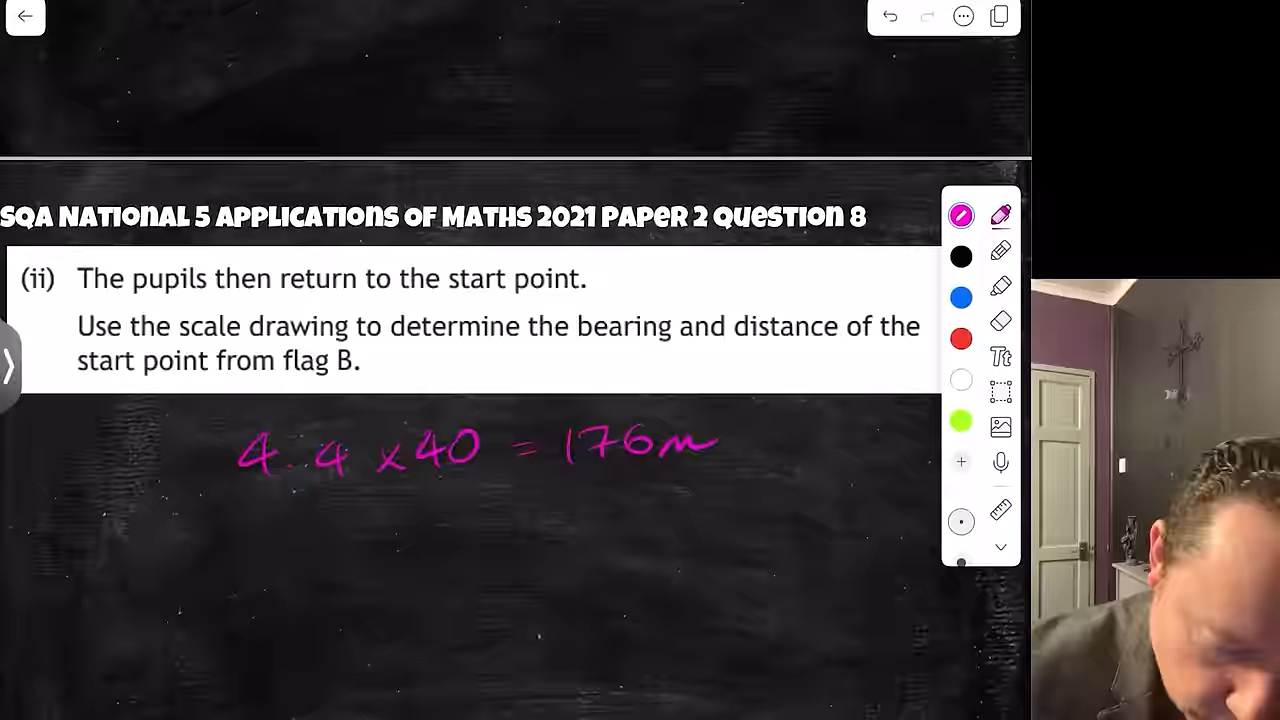 SQA NATIONAL 5 APPLICATIONS OF MATHS 2021 PAPER 2 QUESTION 8
(ii) The pupils then return to the start point.
Use the scale drawing to determine the bearing and distance of the
start point from flag B.
4.4 x 40 = 176m
Tt